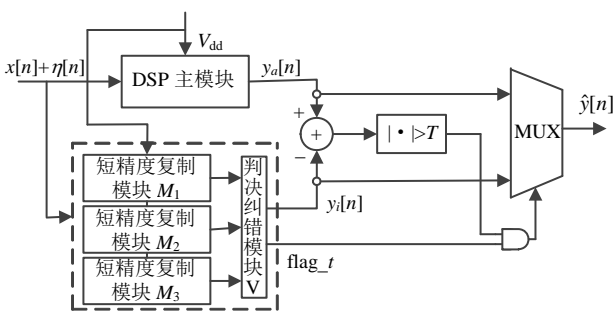 V_dd
x[n]+η[n]
DSP 主模块
y_a[n]
+
+
−
|·|>T
MUX
ŷ[n]
短精度复制
模块 M_1
短精度复制
模块 M_2
短精度复制
模块 M_3
判决纠错模块V
y_i[n]
flag_t